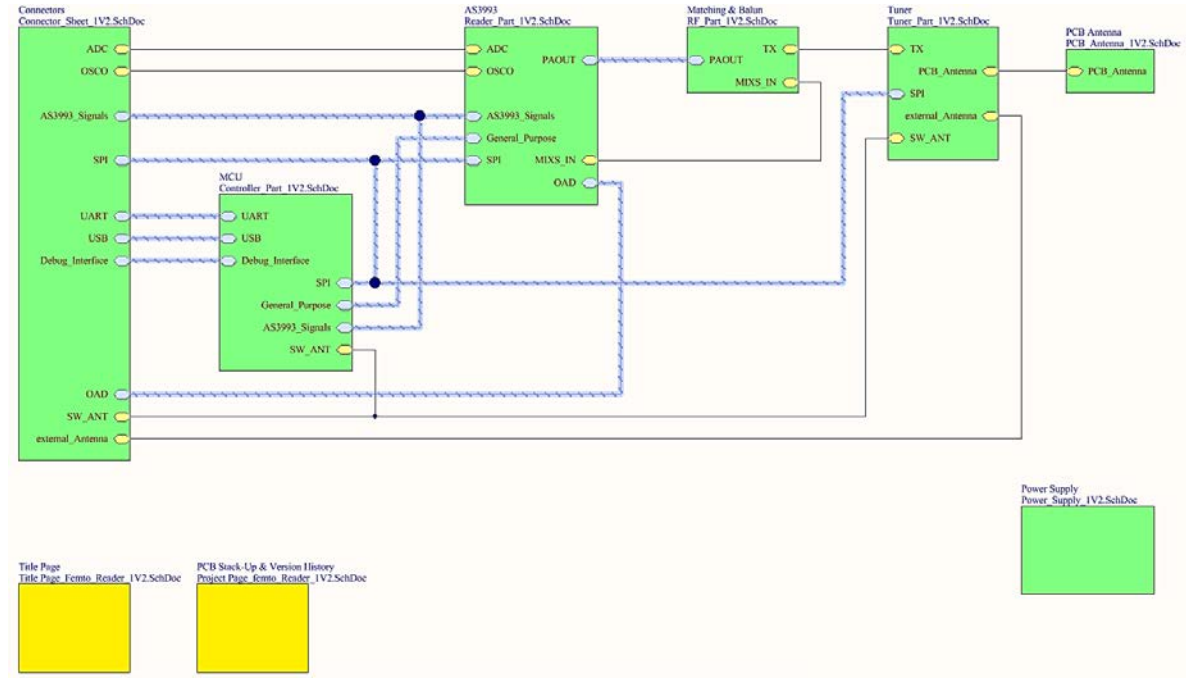 Connectors
Connector_Sheet_1V2.SchDoc
ADC
OSCO
AS3993_Signals
SPI
UART
USB
Debug_Interface
OAD
SW_ANT
external_Antenna
MCU
Controller_Part_1V2.SchDoc
UART
USB
Debug_Interface
SPI
General_Purpose
AS3993_Signals
SW_ANT
AS3993
Reader_Part_1V2.SchDoc
ADC
OSCO
PAOUT
AS3993_Signals
General_Purpose
SPI
MIXS_IN
OAD
Matching & Balun
RF_Part_1V2.SchDoc
TX
PAOUT
MIXS_IN
Tuner
Tuner_Part_1V2.SchDoc
TX
PCB_Antenna
SPI
external_Antenna
SW_ANT
PCB Antenna
PCB_Antenna_1V2.SchDoc
PCB_Antenna
Power Supply
Power_Supply_1V2.SchDoc
Title Page
Title Page_Femto_Reader_1V2.SchDoc
PCB Stack-Up & Version History
Project Page_femto_Reader_1V2.SchDoc